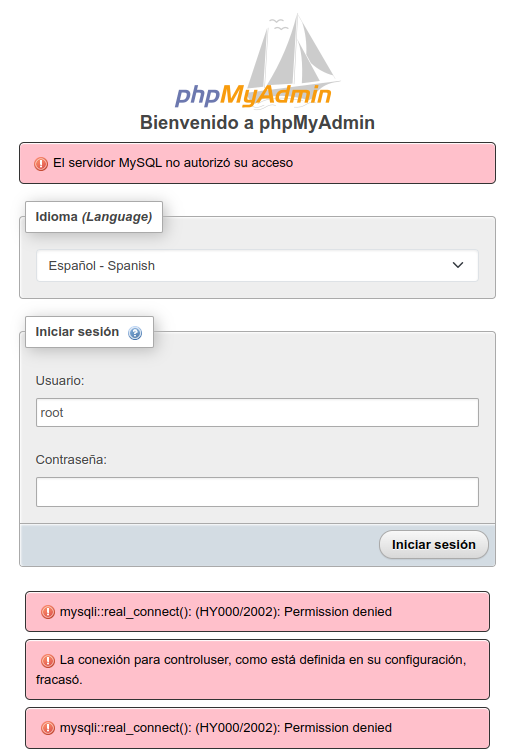 phpMyAdmin
Bienvenido a phpMyAdmin
El servidor MySQL no autorizó su acceso
Idioma (Language)
Español - Spanish
Iniciar sesión
Usuario:
root
Contraseña:
Iniciar sesión
mysqli::real_connect(): (HY000/2002): Permission denied
La conexión para controluser, como está definida en su configuración,
fracasó.
mysqli::real_connect(): (HY000/2002): Permission denied